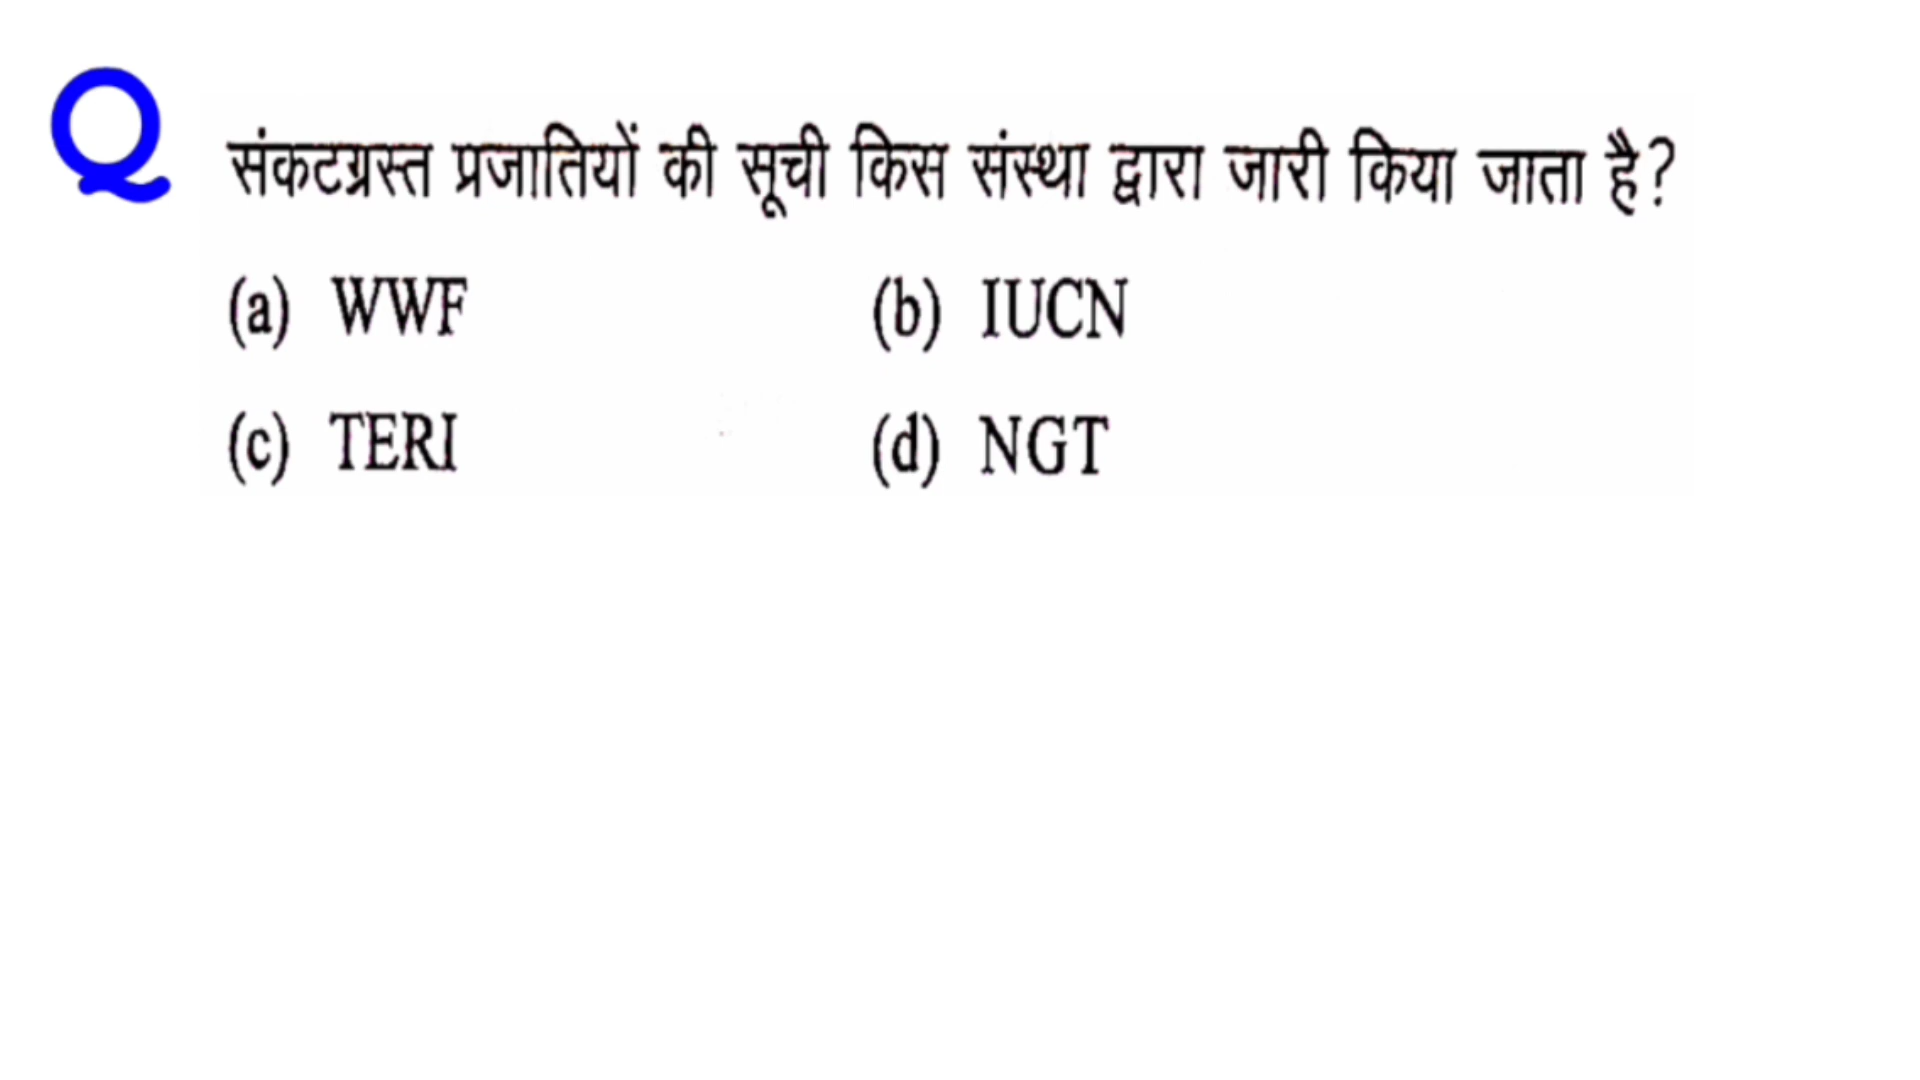 Q संकटग्रस्त प्रजातियों की सूची किस संस्था द्वारा जारी किया जाता है?
(a) WWF (b) IUCN
(c) TERI (d) NGT